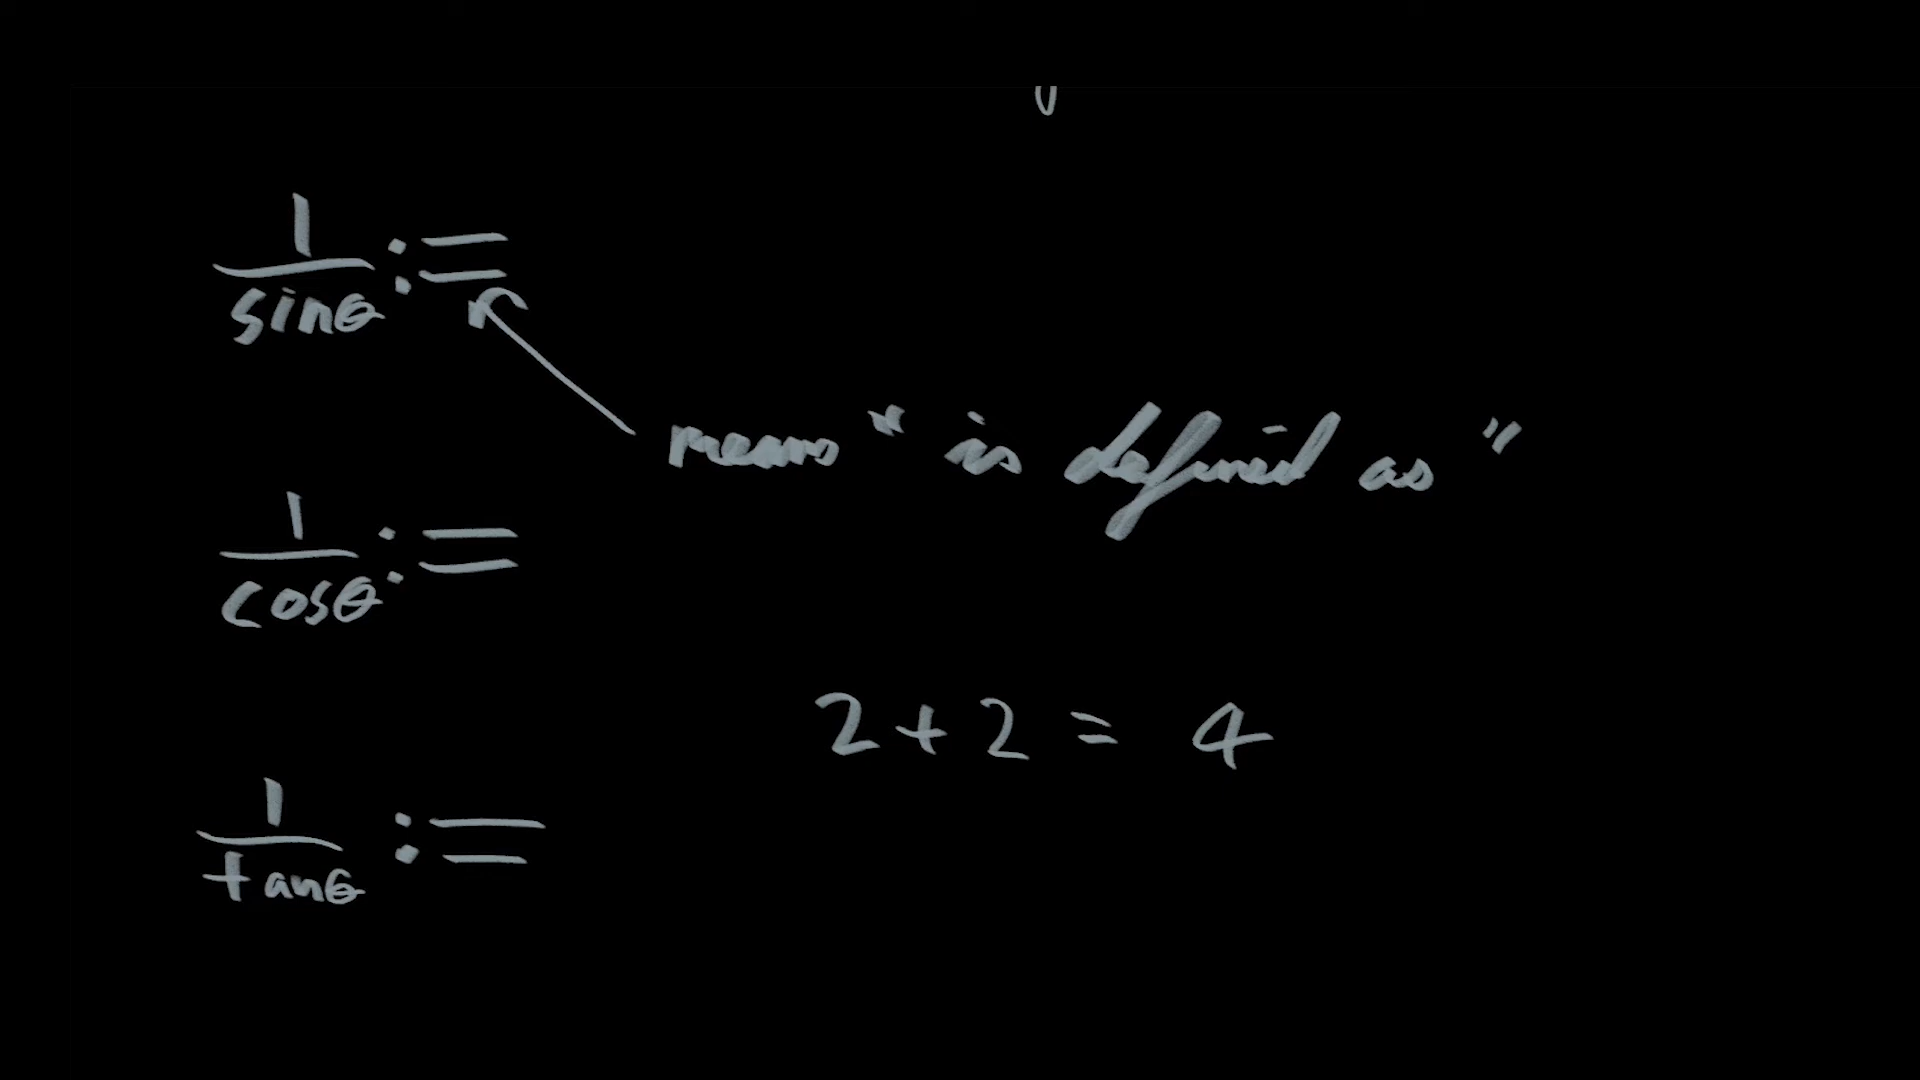 1/sinθ :=
means " is defined as "
1/cosθ :=
2 + 2 = 4
1/tanθ :=